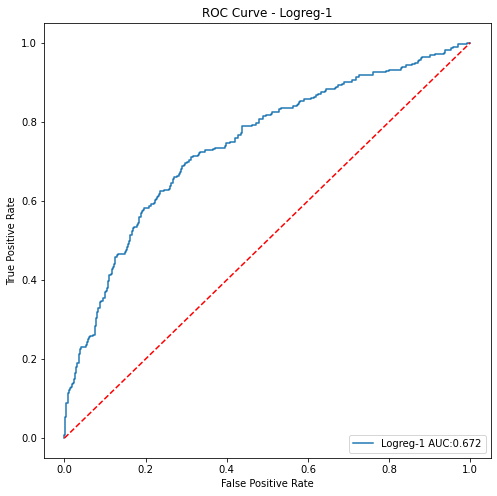 ROC Curve - Logreg-1
True Positive Rate
1.0
0.8
0.6
0.4
0.2
0.0
Logreg-1 AUC:0.672
0.0 0.2 0.4 0.6 0.8 1.0
False Positive Rate